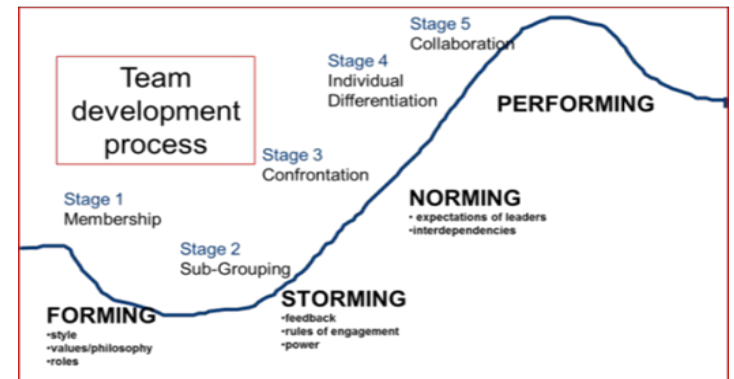 Team
development
process
Stage 1
Membership
Stage 2
Sub-Grouping
Stage 3
Confrontation
Stage 4
Individual
Differentiation
Stage 5
Collaboration
FORMING
•style
•values/philosophy
•roles
STORMING
•feedback
•rules of engagement
•power
NORMING
• expectations of leaders
•interdependencies
PERFORMING